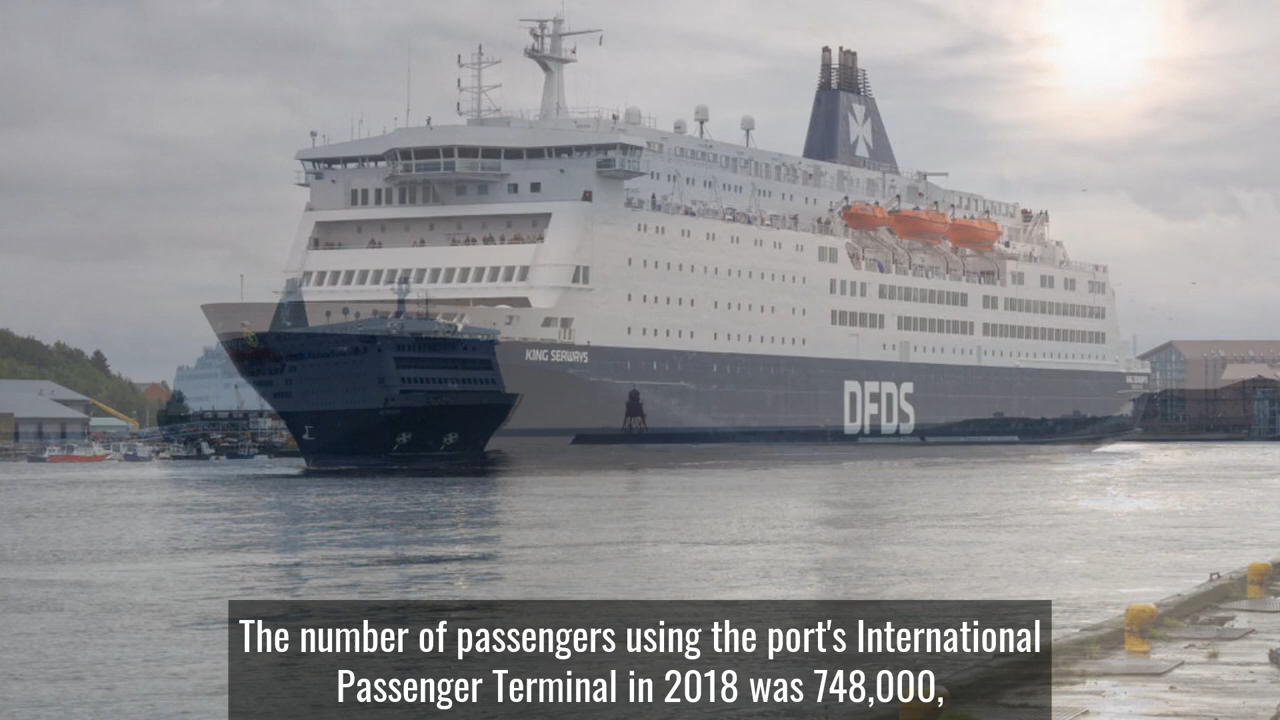 KING SEAWAYS
DFDS
The number of passengers using the port's International
Passenger Terminal in 2018 was 748,000,